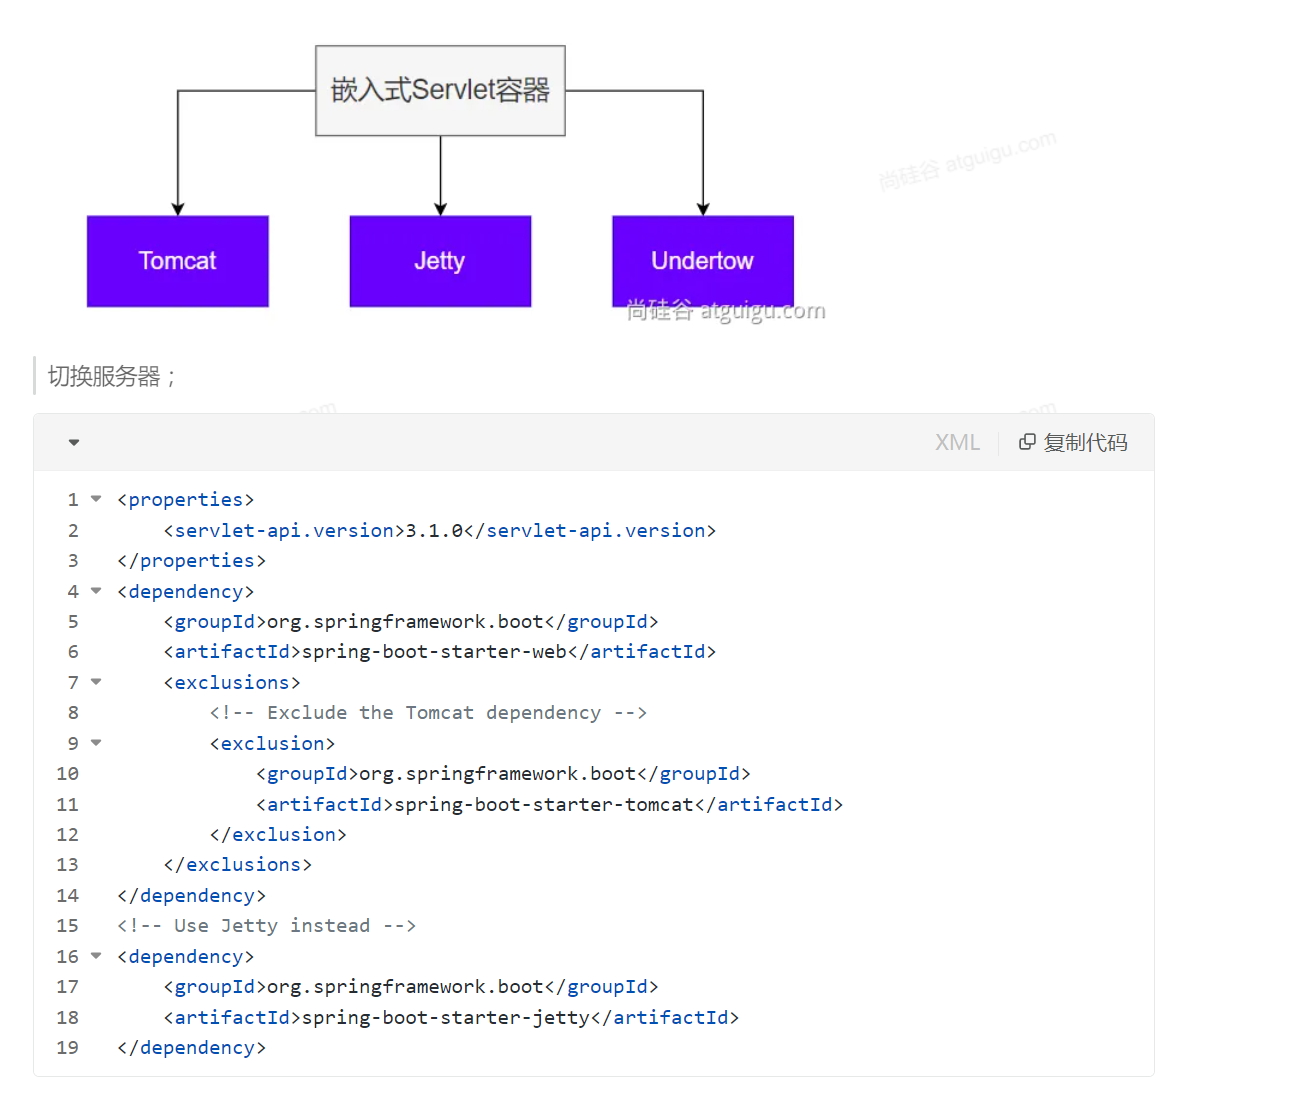 嵌入式Servlet容器
尚硅谷 atguigu.com
Tomcat
Jetty
Undertow
尚硅谷 atguigu.com
切换服务器；
XML
复制代码
1 <properties>
2 <servlet-api.version>3.1.0</servlet-api.version>
3 </properties>
4 <dependency>
5 <groupId>org.springframework.boot</groupId>
6 <artifactId>spring-boot-starter-web</artifactId>
7 <exclusions>
8 <!-- Exclude the Tomcat dependency -->
9 <exclusion>
10 <groupId>org.springframework.boot</groupId>
11 <artifactId>spring-boot-starter-tomcat</artifactId>
12 </exclusion>
13 </exclusions>
14 </dependency>
15 <!-- Use Jetty instead -->
16 <dependency>
17 <groupId>org.springframework.boot</groupId>
18 <artifactId>spring-boot-starter-jetty</artifactId>
19 </dependency>